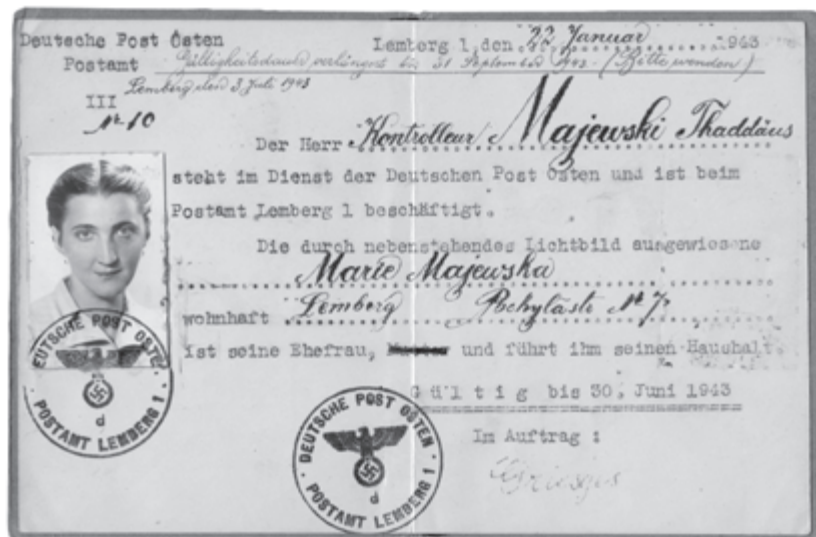 Deutsche Post Osten Lemberg 1, den 22. Januar 1943
Postamt Gültigkeitsdauer verlängert bis 31 September 1943 - (Bitte wenden)
Lemberg den 3 Juli 1943
III
Nr 10
Der Herr Kontrolleur Majewski Thaddäus
steht im Dienst der Deutschen Post Osten und ist beim
Postamt Lemberg 1 beschäftigt.
Die durch nebenstehendes Lichtbild ausgewiesene
Marie Majewska
wohnhaft Lemberg Nr 7
ist seine Ehefrau, und führt ihm seinen Haushalt
Gültig bis 30. Juni 1943
Im Auftrag :
DEUTSCHE POST OSTEN
d
POSTAMT LEMBERG 1
DEUTSCHE POST OSTEN
d
POSTAMT LEMBERG 1